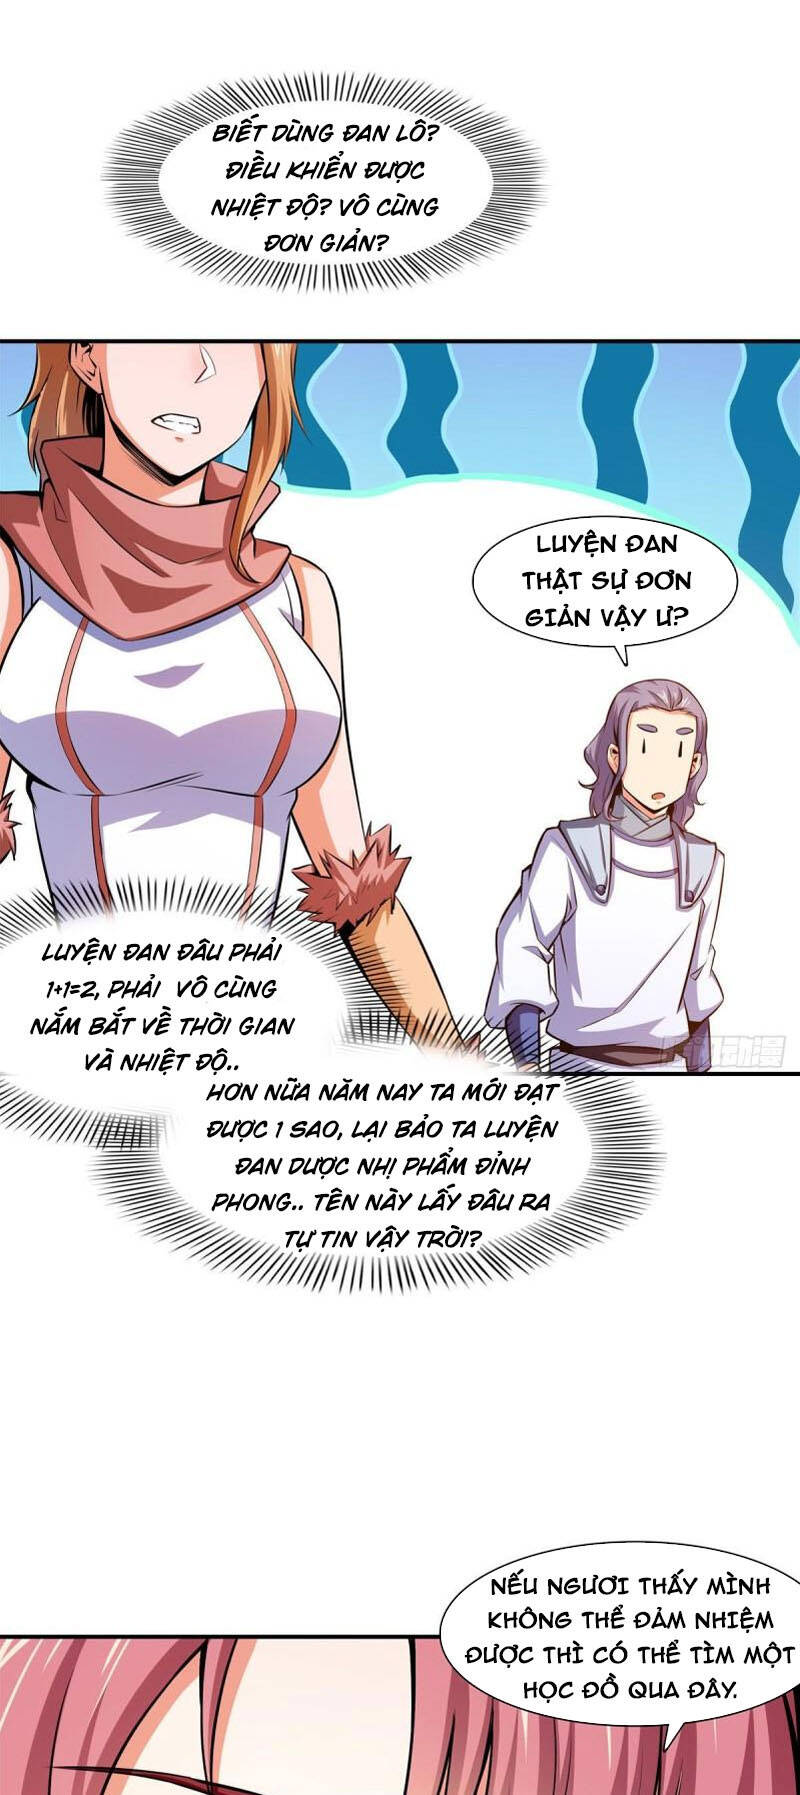 BIẾT DÙNG ĐAN LÔ?
ĐIỀU KHIỂN ĐƯỢC
NHIỆT ĐỘ? VÔ CÙNG
ĐƠN GIẢN?
LUYỆN ĐAN
THẬT SỰ ĐƠN
GIẢN VẬY Ư?
LUYỆN ĐAN ĐÂU PHẢI
1+1=2, PHẢI VÔ CÙNG
NẮM BẮT VỀ THỜI GIAN
VÀ NHIỆT ĐỘ..
HƠN NỮA NĂM NAY TA MỚI ĐẠT
ĐƯỢC 1 SAO, LẠI BẢO TA LUYỆN
ĐAN DƯỢC NHỊ PHẨM ĐỈNH
PHONG.. TÊN NÀY LẤY ĐÂU RA
TỰ TIN VẬY TRỜI?
NẾU NGƯƠI THẤY MÌNH
KHÔNG THỂ ĐẢM NHIỆM
ĐƯỢC THÌ CÓ THỂ TÌM MỘT
HỌC ĐỒ QUA ĐÂY.